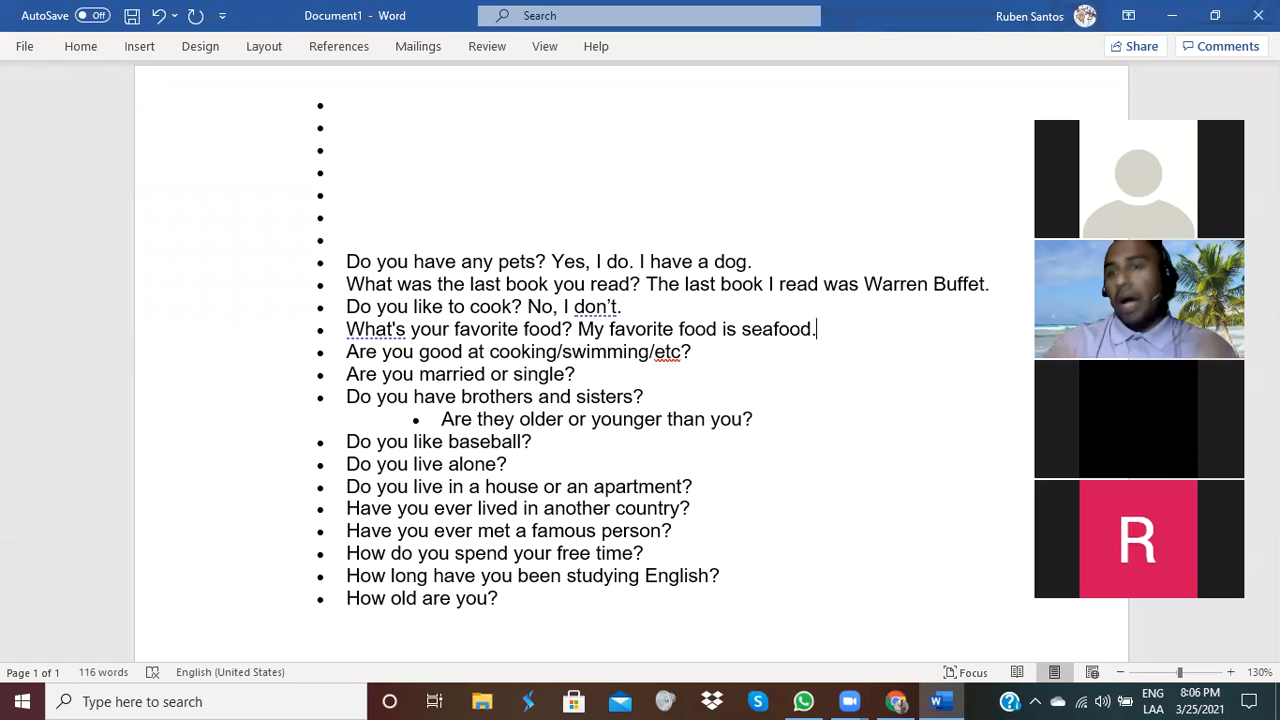 AutoSave Off Document1 - Word Search Ruben Santos
File Home Insert Design Layout References Mailings Review View Help Share Comments
• Do you have any pets? Yes, I do. I have a dog.
• What was the last book you read? The last book I read was Warren Buffet.
• Do you like to cook? No, I don’t.
• What's your favorite food? My favorite food is seafood.
• Are you good at cooking/swimming/etc?
• Are you married or single?
• Do you have brothers and sisters?
• Are they older or younger than you?
• Do you like baseball?
• Do you live alone?
• Do you live in a house or an apartment?
• Have you ever lived in another country?
• Have you ever met a famous person?
• How do you spend your free time?
• How long have you been studying English?
• How old are you?
R
Page 1 of 1 116 words English (United States) Focus 130%
Type here to search ENG 8:06 PM
LAA 3/25/2021